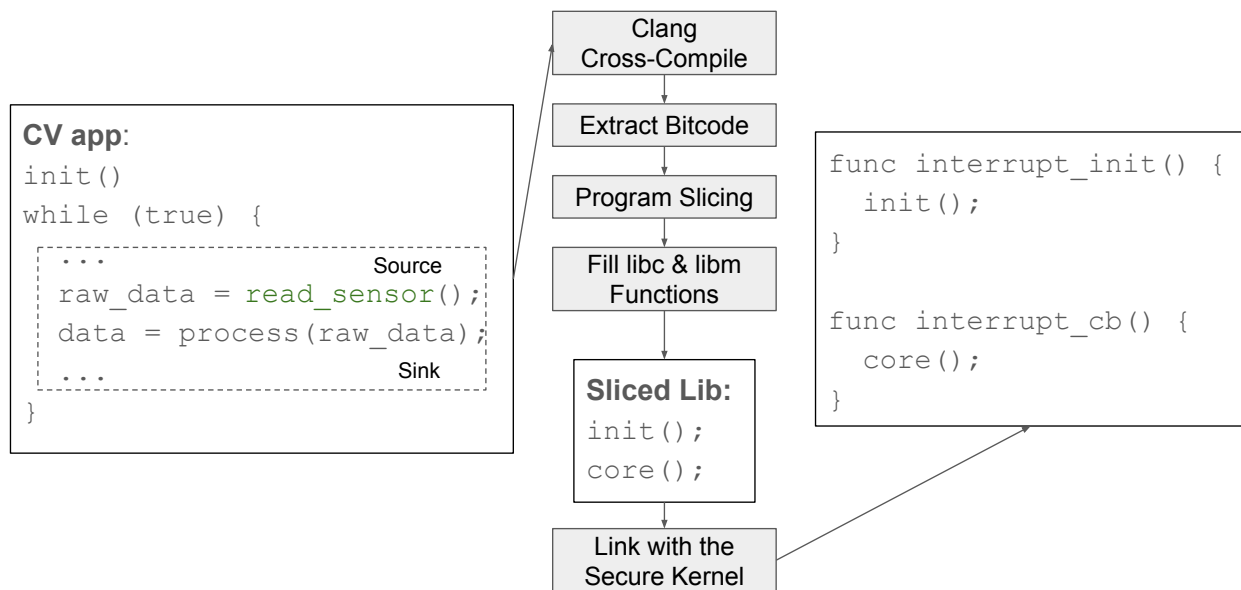 CV app:
init()
while (true) {
...
Source
raw_data = read_sensor();
data = process(raw_data);
...
Sink
}
Clang
Cross-Compile
Extract Bitcode
Program Slicing
Fill libc & libm
Functions
Sliced Lib:
init();
core();
Link with the
Secure Kernel
func interrupt_init() {
init();
}
func interrupt_cb() {
core();
}